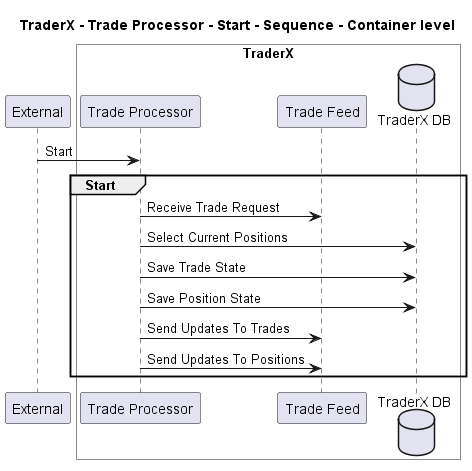 TraderX - Trade Processor - Start - Sequence - Container level
TraderX
External
Trade Processor
Trade Feed
TraderX DB
Start
Start
Receive Trade Request
Select Current Positions
Save Trade State
Save Position State
Send Updates To Trades
Send Updates To Positions
External
Trade Processor
Trade Feed
TraderX DB